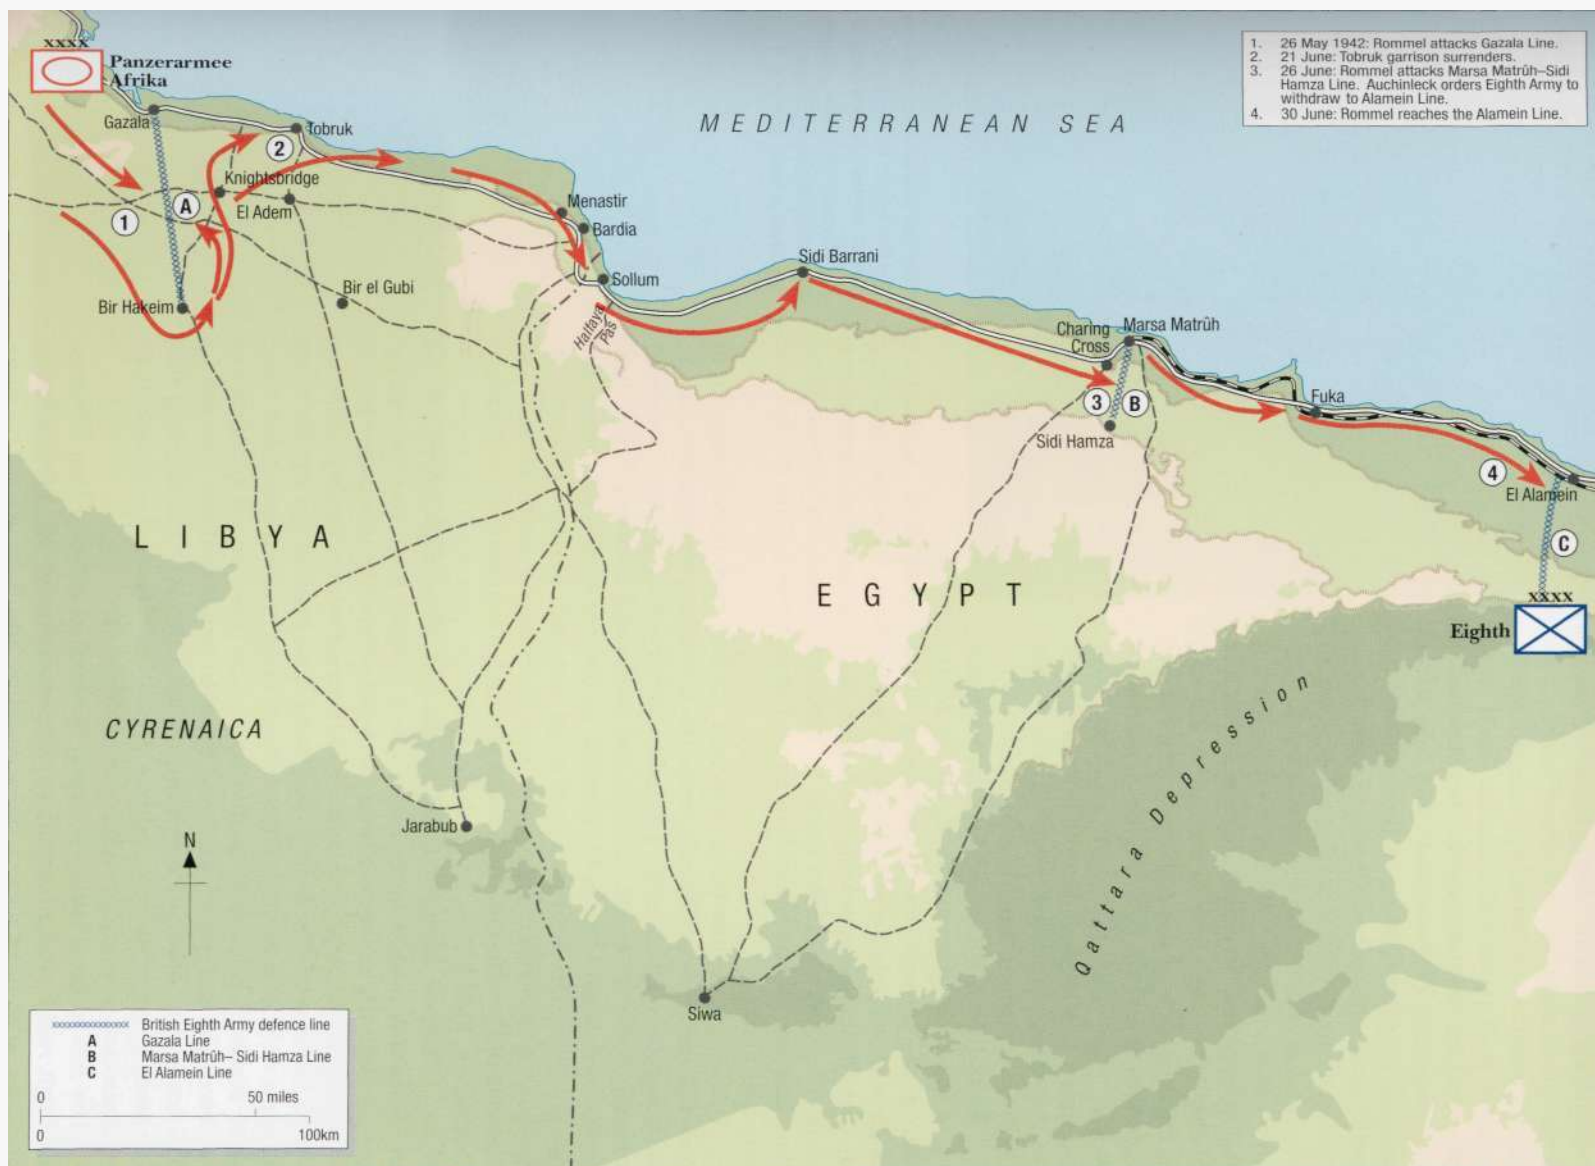 xxxx
Panzerarmee
Afrika
1. 26 May 1942: Rommel attacks Gazala Line.
2. 21 June: Tobruk garrison surrenders.
3. 26 June: Rommel attacks Marsa Matrûh–Sidi
Hamza Line. Auchinleck orders Eighth Army to
withdraw to Alamein Line.
4. 30 June: Rommel reaches the Alamein Line.
Gazala
Tobruk
MEDITERRANEAN SEA
2
Knightsbridge
A
El Adem
1
Menastir
Bardia
Sidi Barrani
Sollum
Bir el Gubi
Bir Hakeim
Halfaya
Pas
Charing
Cross
Marsa Matrûh
3
B
Fuka
Sidi Hamza
4
El Alamein
LIBYA
C
EGYPT
xxxx
Eighth
CYRENAICA
Qattara Depression
Jarabub
N
Siwa
xxxxxxxxxxxxxx British Eighth Army defence line
A Gazala Line
B Marsa Matrûh– Sidi Hamza Line
C El Alamein Line
0 50 miles
0 100km